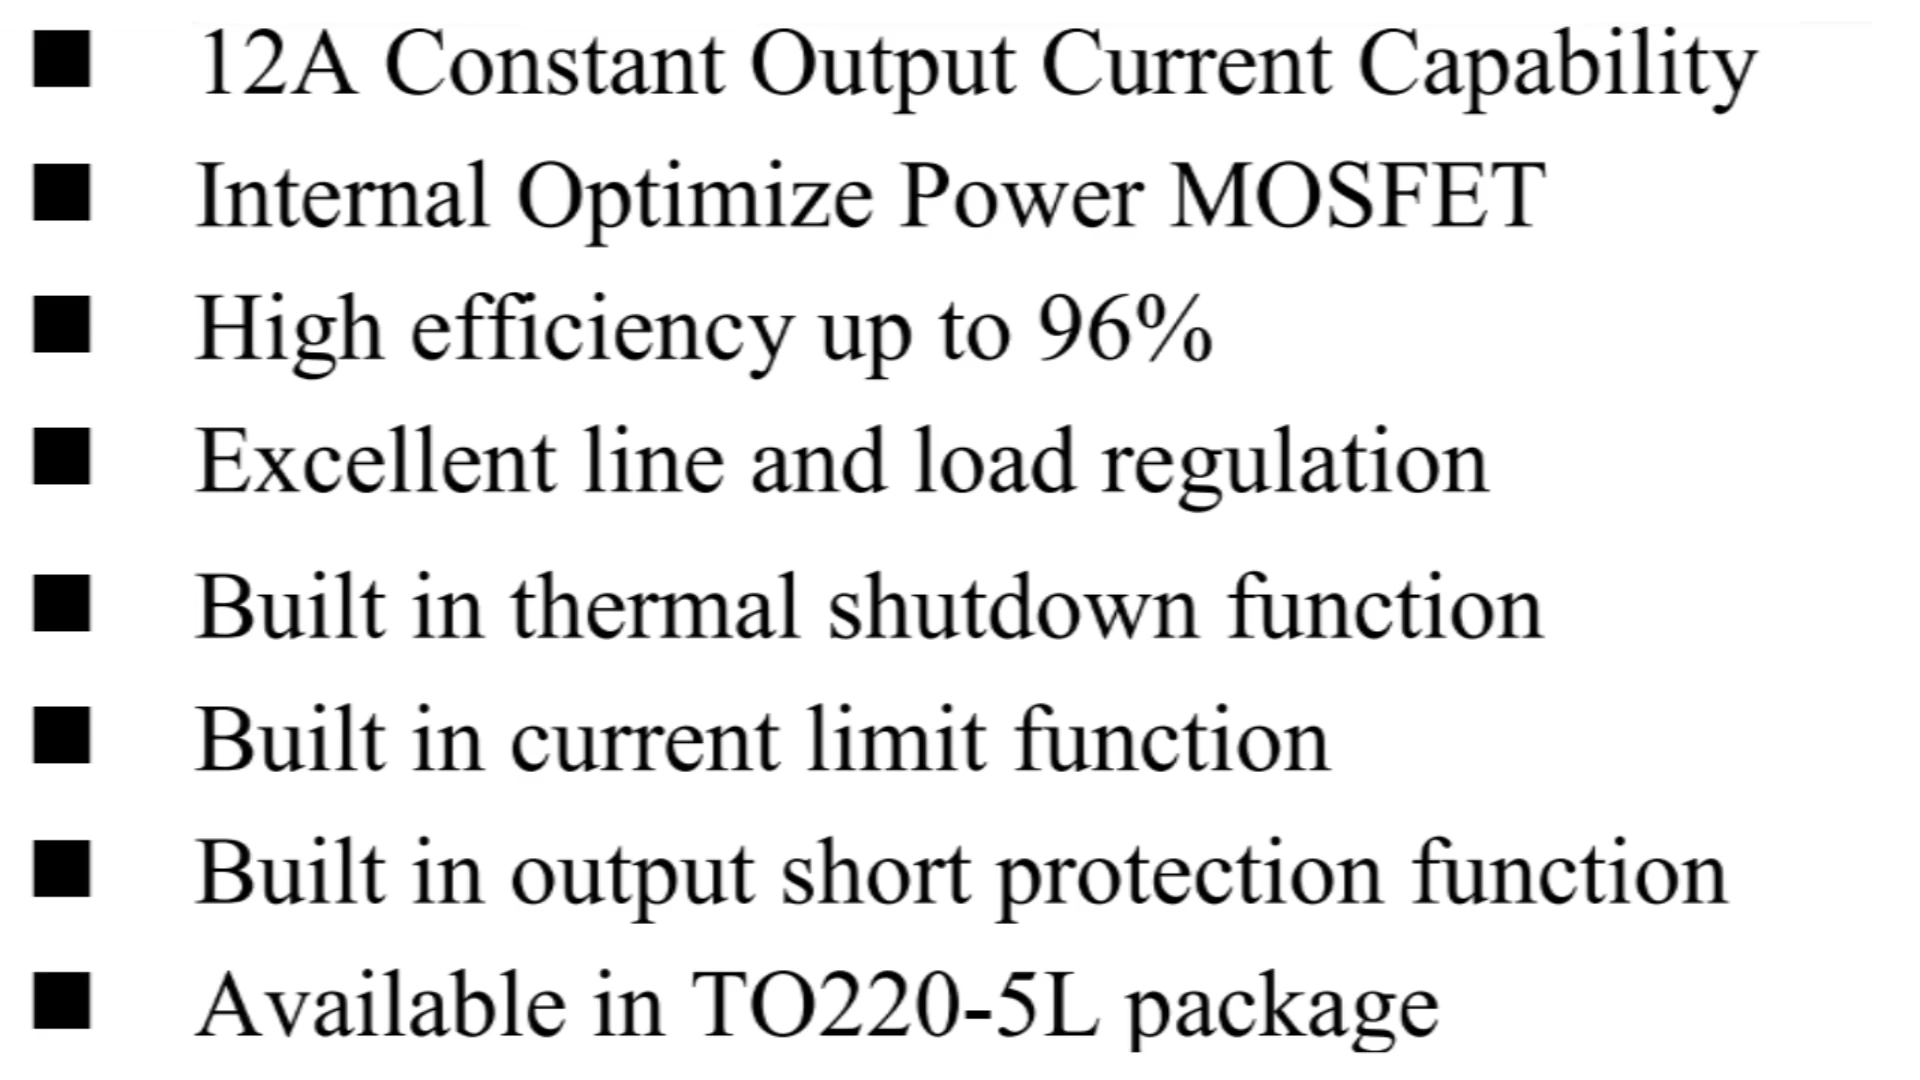 ■ 12A Constant Output Current Capability
■ Internal Optimize Power MOSFET
■ High efficiency up to 96%
■ Excellent line and load regulation
■ Built in thermal shutdown function
■ Built in current limit function
■ Built in output short protection function
■ Available in TO220-5L package